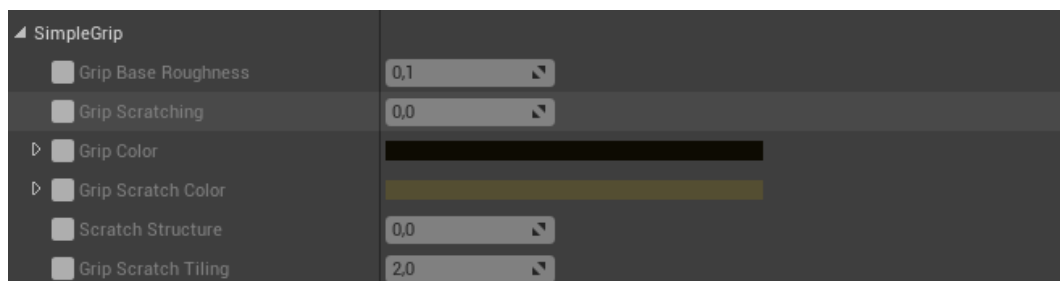 SimpleGrip
Grip Base Roughness 0,1
Grip Scratching 0,0
Grip Color
Grip Scratch Color
Scratch Structure 0,0
Grip Scratch Tiling 2,0